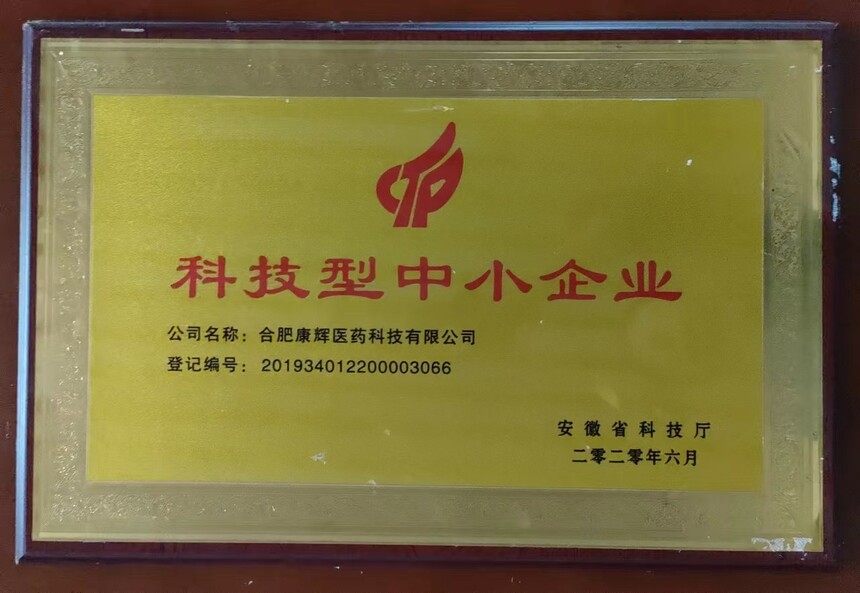 科技型中小企业
公司名称：合肥康辉医药科技有限公司
登记编号：201934012200003066
安徽省科技厅
二零二零年六月